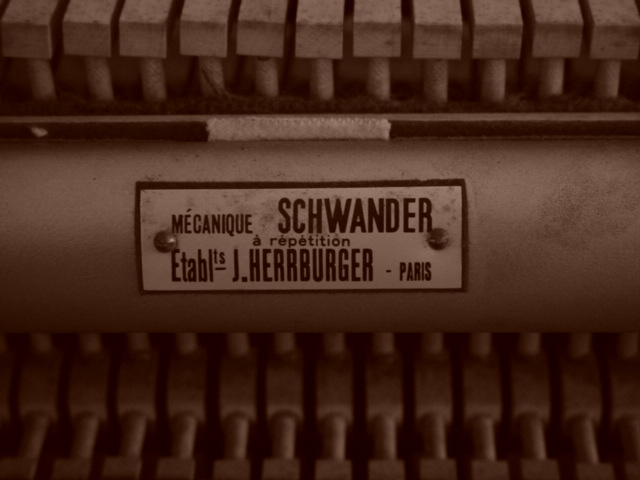 MÉCANIQUE SCHWANDER
à répétition
Etablts J.HERRBURGER - PARIS